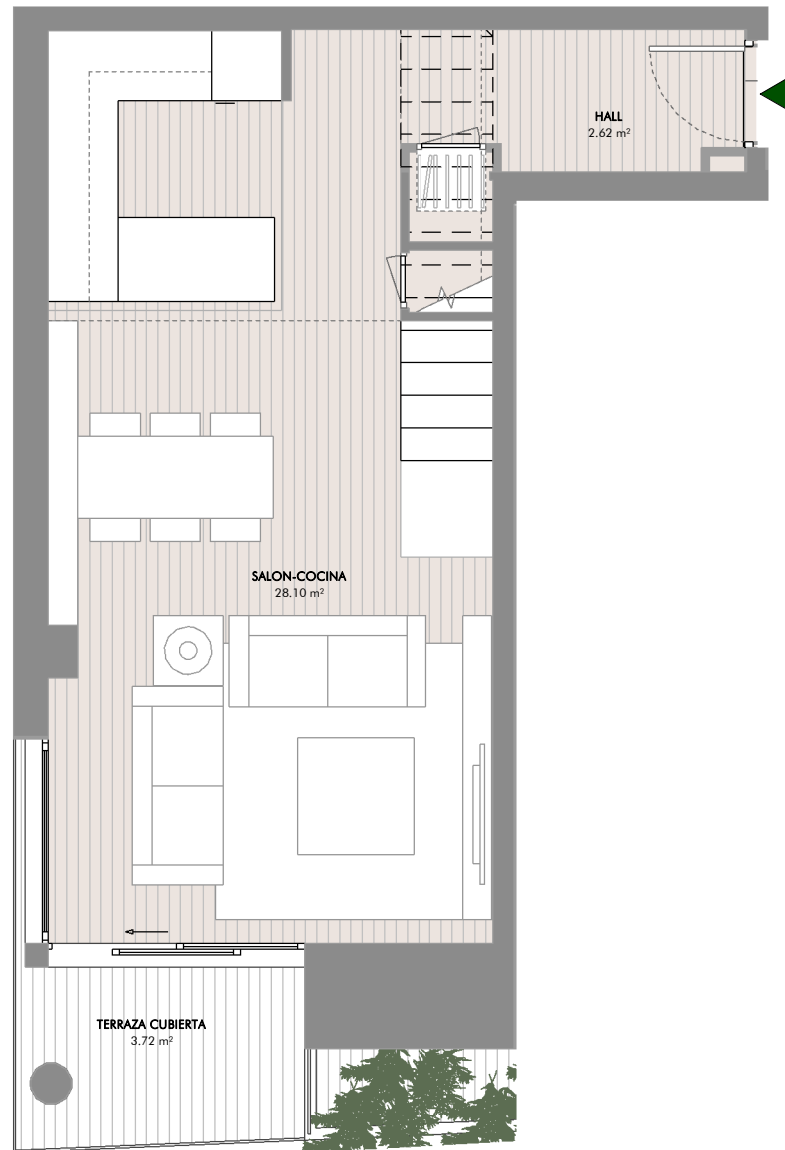 HALL
2.62 m²
SALON-COCINA
28.10 m²
TERRAZA CUBIERTA
3.72 m²